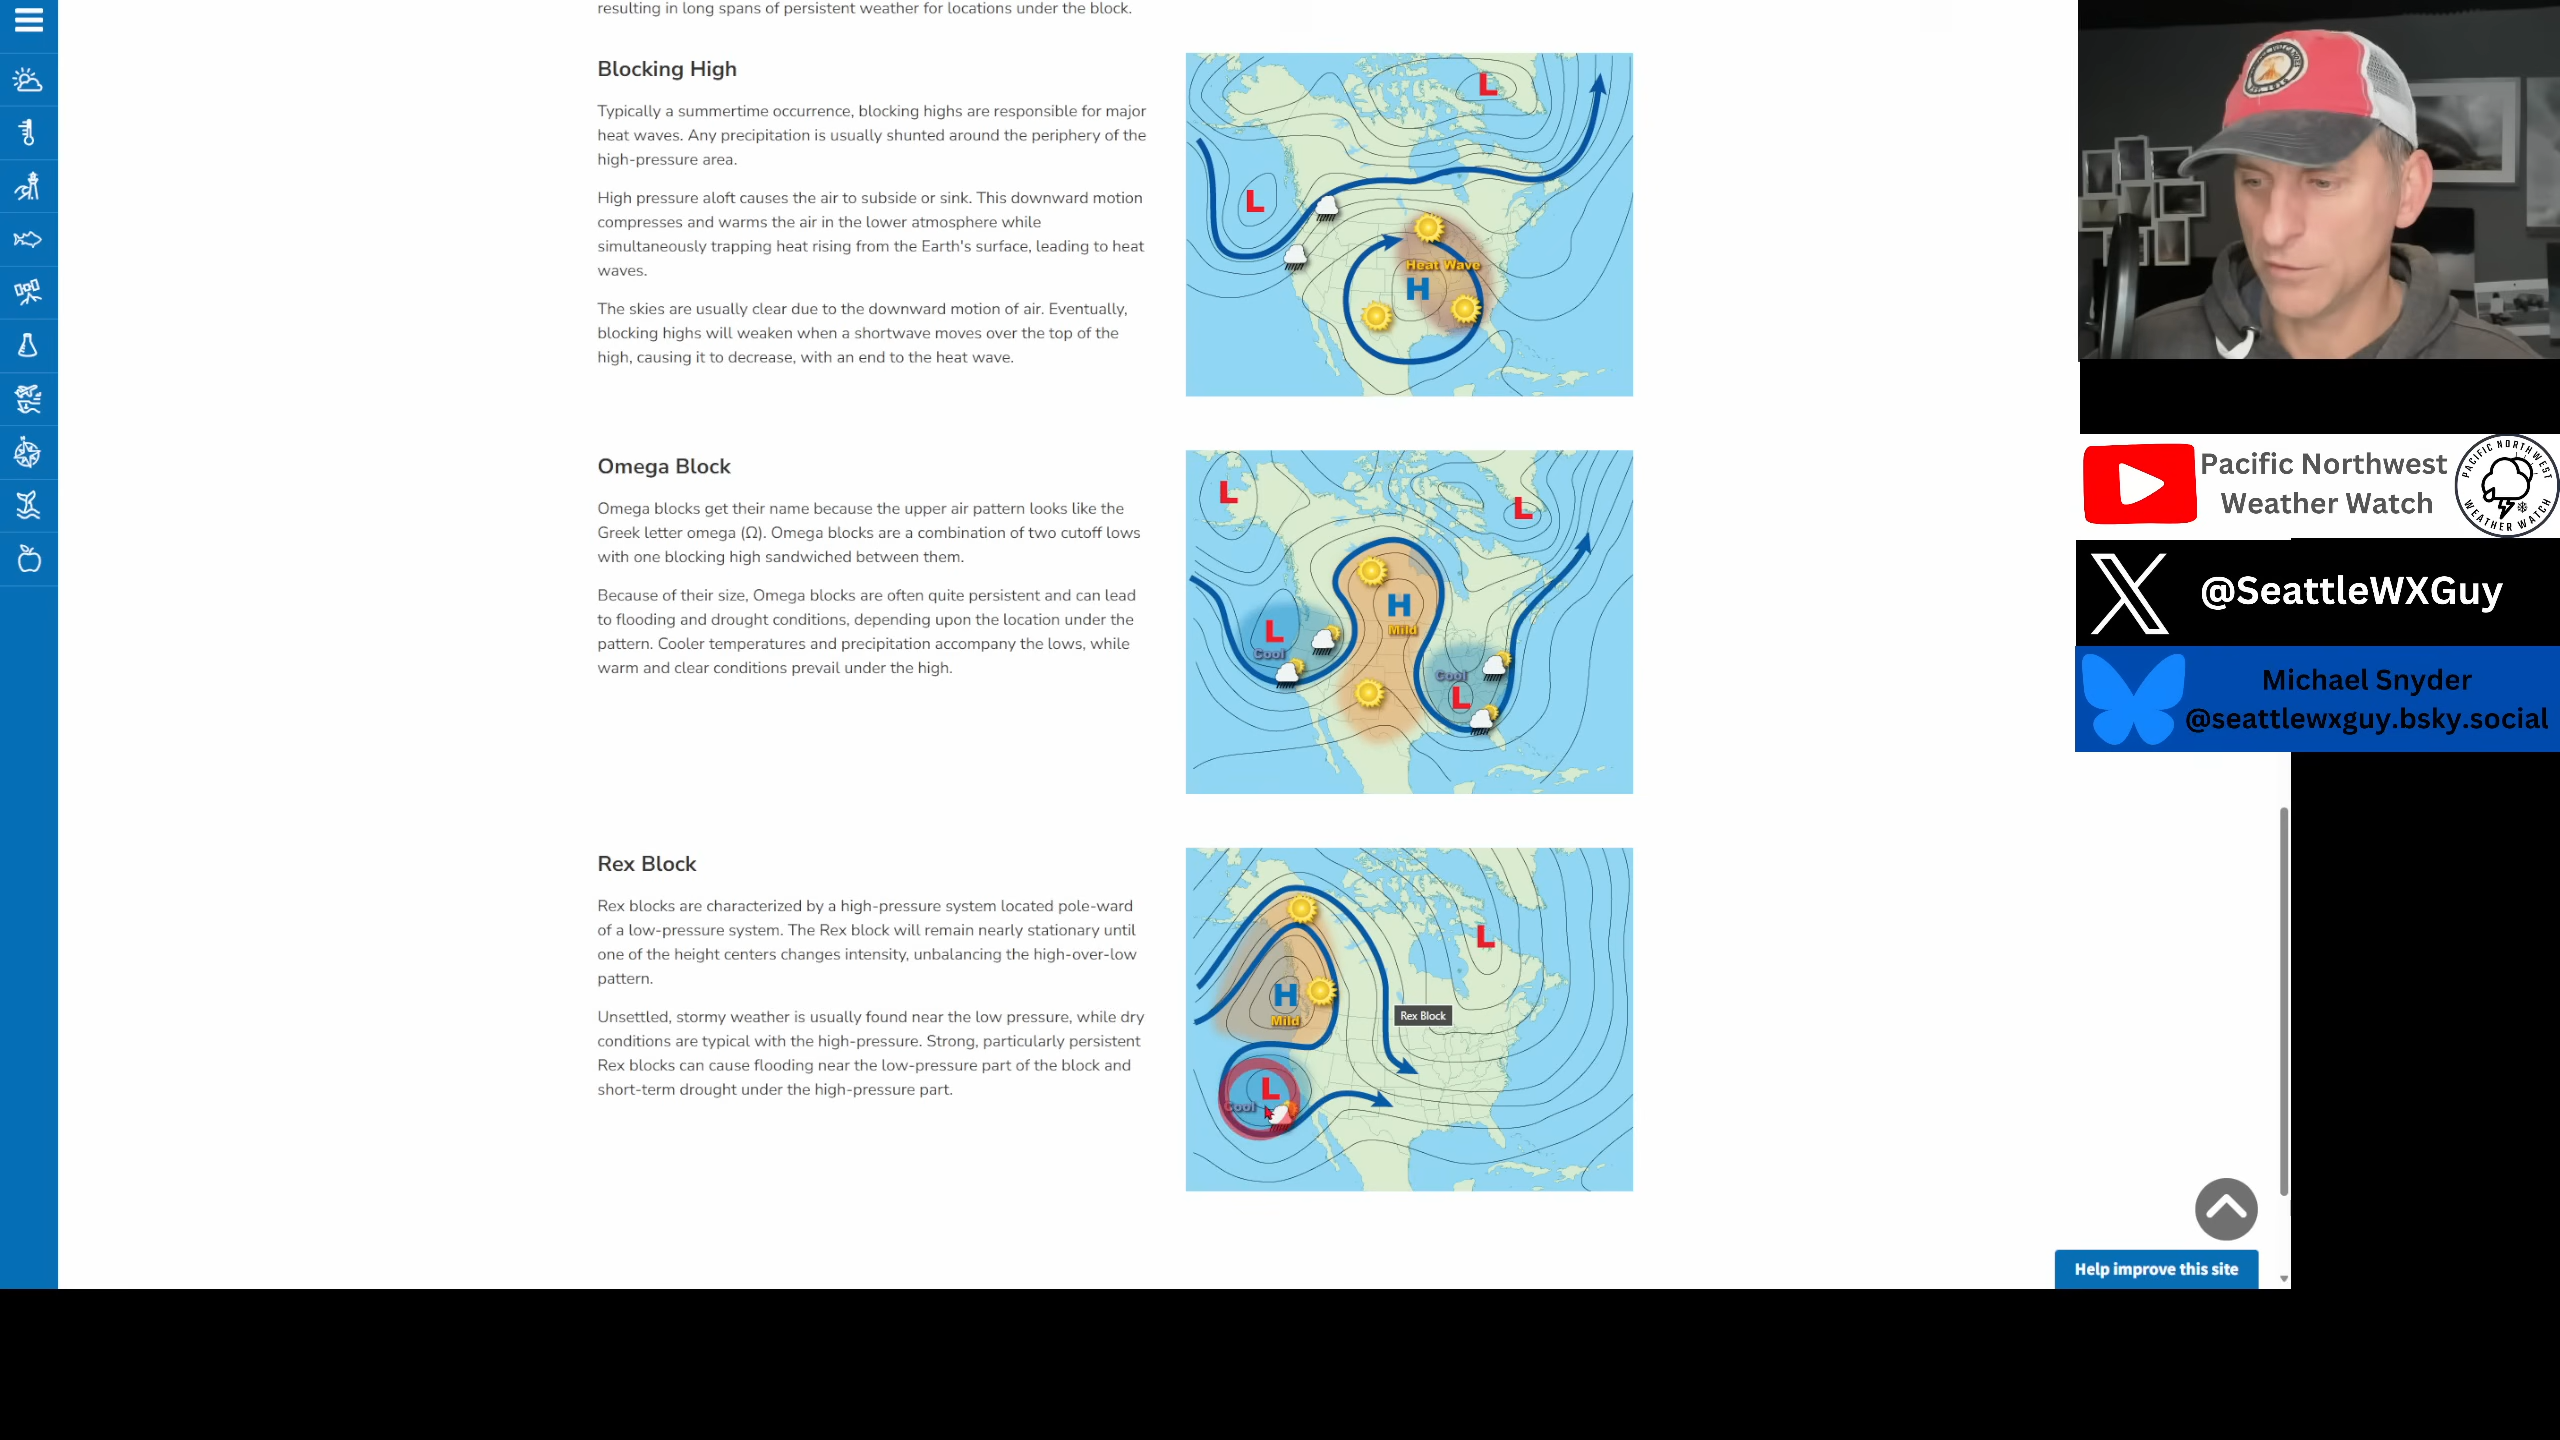 resulting in long spans of persistent weather for locations under the block.
Blocking High
Typically a summertime occurrence, blocking highs are responsible for major
heat waves. Any precipitation is usually shunted around the periphery of the
high-pressure area.
High pressure aloft causes the air to subside or sink. This downward motion
compresses and warms the air in the lower atmosphere while
simultaneously trapping heat rising from the Earth's surface, leading to heat
waves.
The skies are usually clear due to the downward motion of air. Eventually,
blocking highs will weaken when a shortwave moves over the top of the
high, causing it to decrease, with an end to the heat wave.
L
L
Heat Wave
H
Omega Block
Omega blocks get their name because the upper air pattern looks like the
Greek letter omega (Ω). Omega blocks are a combination of two cutoff lows
with one blocking high sandwiched between them.
Because of their size, Omega blocks are often quite persistent and can lead
to flooding and drought conditions, depending upon the location under the
pattern. Cooler temperatures and precipitation accompany the lows, while
warm and clear conditions prevail under the high.
L
L
H
Mild
L
Cool
Cool
L
Rex Block
Rex blocks are characterized by a high-pressure system located pole-ward
of a low-pressure system. The Rex block will remain nearly stationary until
one of the height centers changes intensity, unbalancing the high-over-low
pattern.
Unsettled, stormy weather is usually found near the low pressure, while dry
conditions are typical with the high-pressure. Strong, particularly persistent
Rex blocks can cause flooding near the low-pressure part of the block and
short-term drought under the high-pressure part.
L
H
Mild
Rex Block
L
Cool
Pacific Northwest
Weather Watch
PACIFIC NORTHWEST
WEATHER WATCH
@SeattleWXGuy
Michael Snyder
@seattlewxguy.bsky.social
Help improve this site